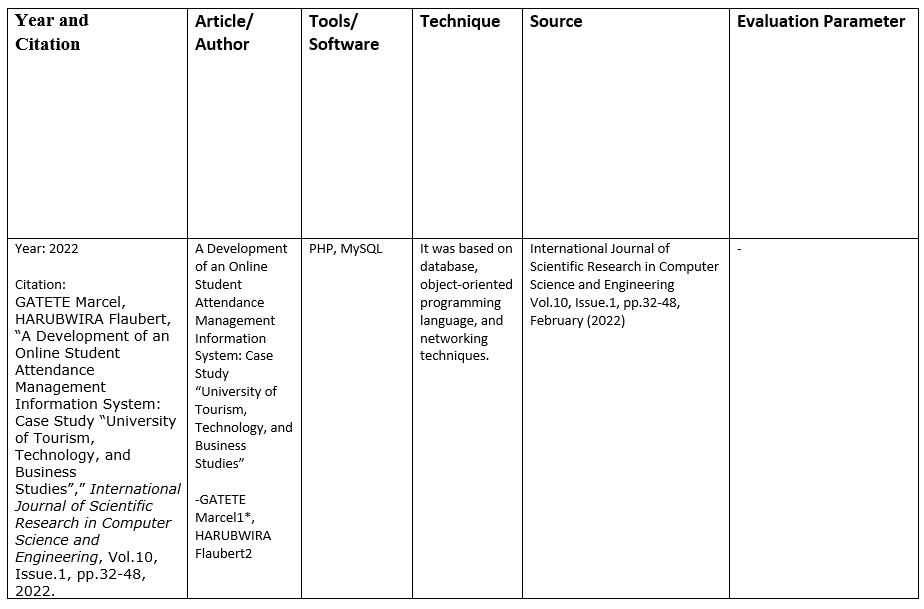 Year and
Citation
Article/
Author
Tools/
Software
Technique
Source
Evaluation Parameter
Year: 2022
Citation:
GATETE Marcel,
HARUBWIRA Flaubert,
“A Development of an
Online Student
Attendance
Management
Information System:
Case Study “University
of Tourism,
Technology, and
Business
Studies”,” International
Journal of Scientific
Research in Computer
Science and
Engineering, Vol.10,
Issue.1, pp.32-48,
2022.
A Development
of an Online
Student
Attendance
Management
Information
System: Case
Study
“University of
Tourism,
Technology, and
Business
Studies”
-GATETE
Marcel1*,
HARUBWIRA
Flaubert2
PHP, MySQL
It was based on
database,
object-oriented
programming
language, and
networking
techniques.
International Journal of
Scientific Research in Computer
Science and Engineering
Vol.10, Issue.1, pp.32-48,
February (2022)
-